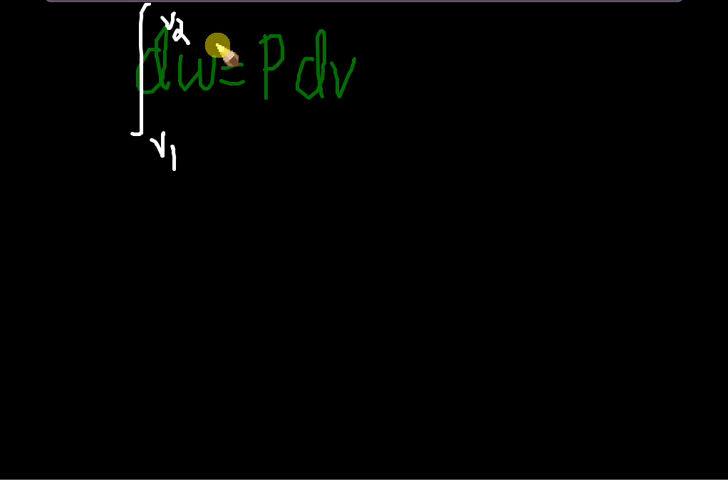 ∫_{v1}^{v2} dw = P dv